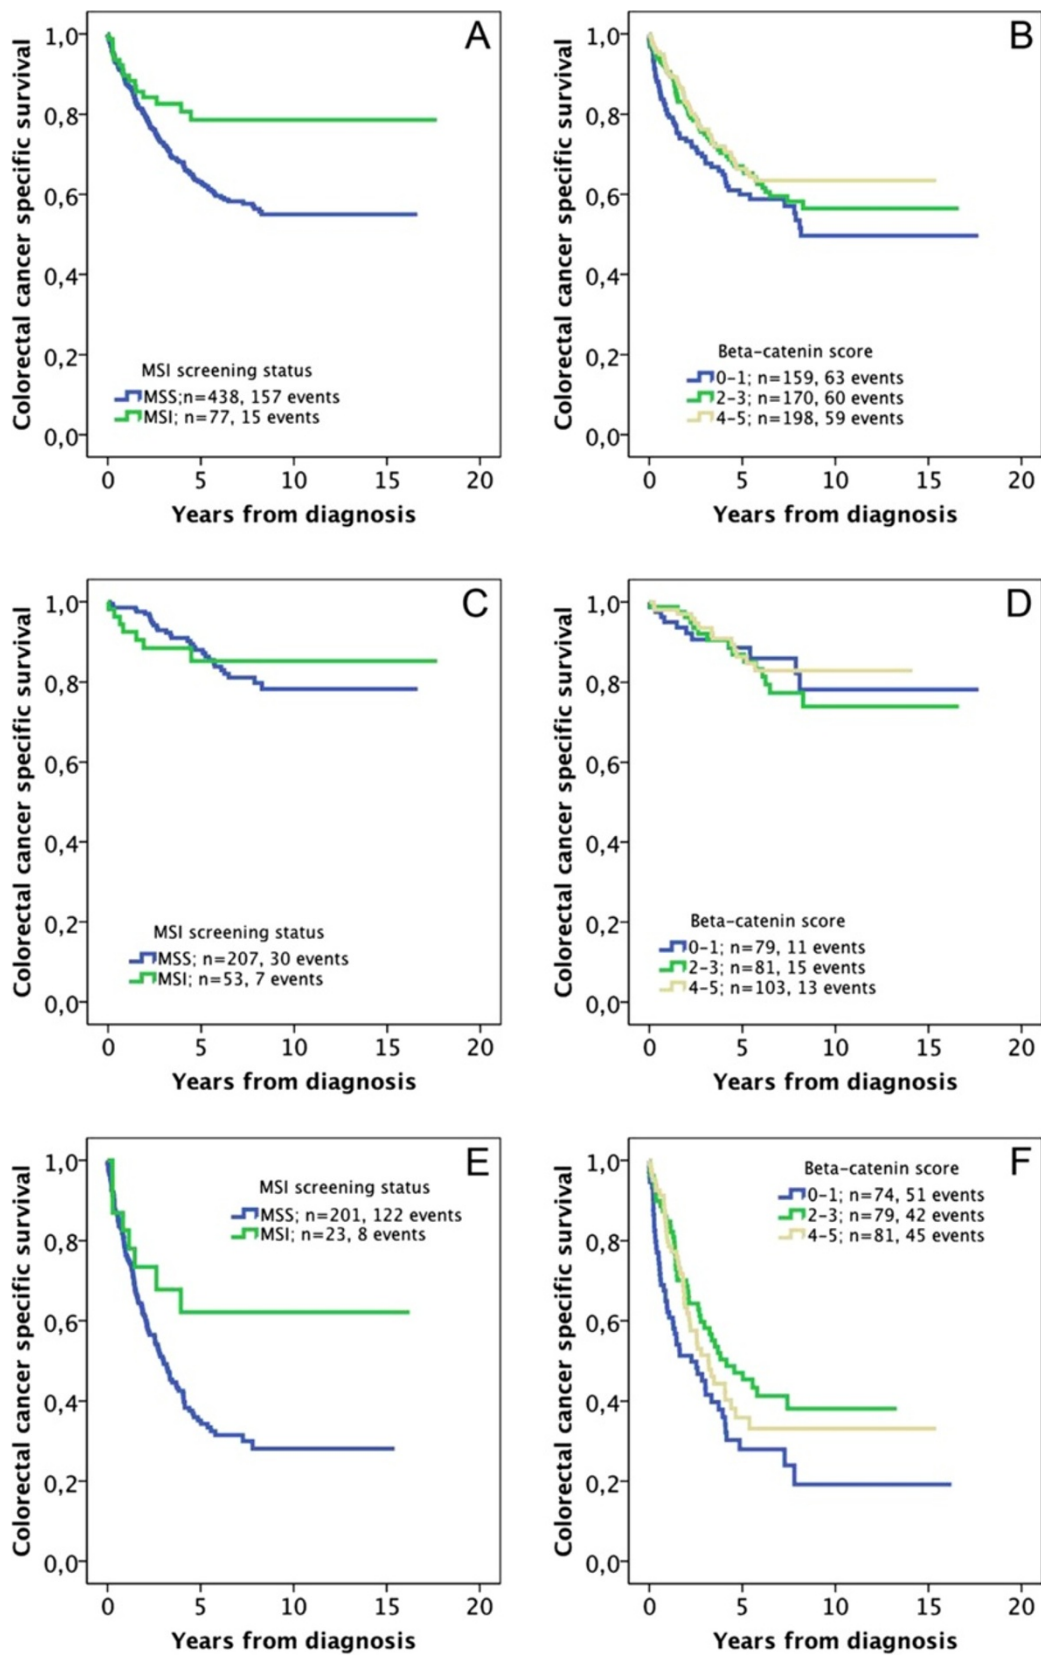 A
Colorectal cancer specific survival
1,0
0,8
0,6
0,4
0,2
0,0
MSI screening status
MSS;n=438, 157 events
MSI; n=77, 15 events
0 5 10 15 20
Years from diagnosis
B
Colorectal cancer specific survival
1,0
0,8
0,6
0,4
0,2
0,0
Beta-catenin score
0-1; n=159, 63 events
2-3; n=170, 60 events
4-5; n=198, 59 events
0 5 10 15 20
Years from diagnosis
C
Colorectal cancer specific survival
1,0
0,8
0,6
0,4
0,2
0,0
MSI screening status
MSS; n=207, 30 events
MSI; n=53, 7 events
0 5 10 15 20
Years from diagnosis
D
Colorectal cancer specific survival
1,0
0,8
0,6
0,4
0,2
0,0
Beta-catenin score
0-1; n=79, 11 events
2-3; n=81, 15 events
4-5; n=103, 13 events
0 5 10 15 20
Years from diagnosis
E
Colorectal cancer specific survival
1,0
0,8
0,6
0,4
0,2
0,0
MSI screening status
MSS; n=201, 122 events
MSI; n=23, 8 events
0 5 10 15 20
Years from diagnosis
F
Colorectal cancer specific survival
1,0
0,8
0,6
0,4
0,2
0,0
Beta-catenin score
0-1; n=74, 51 events
2-3; n=79, 42 events
4-5; n=81, 45 events
0 5 10 15 20
Years from diagnosis